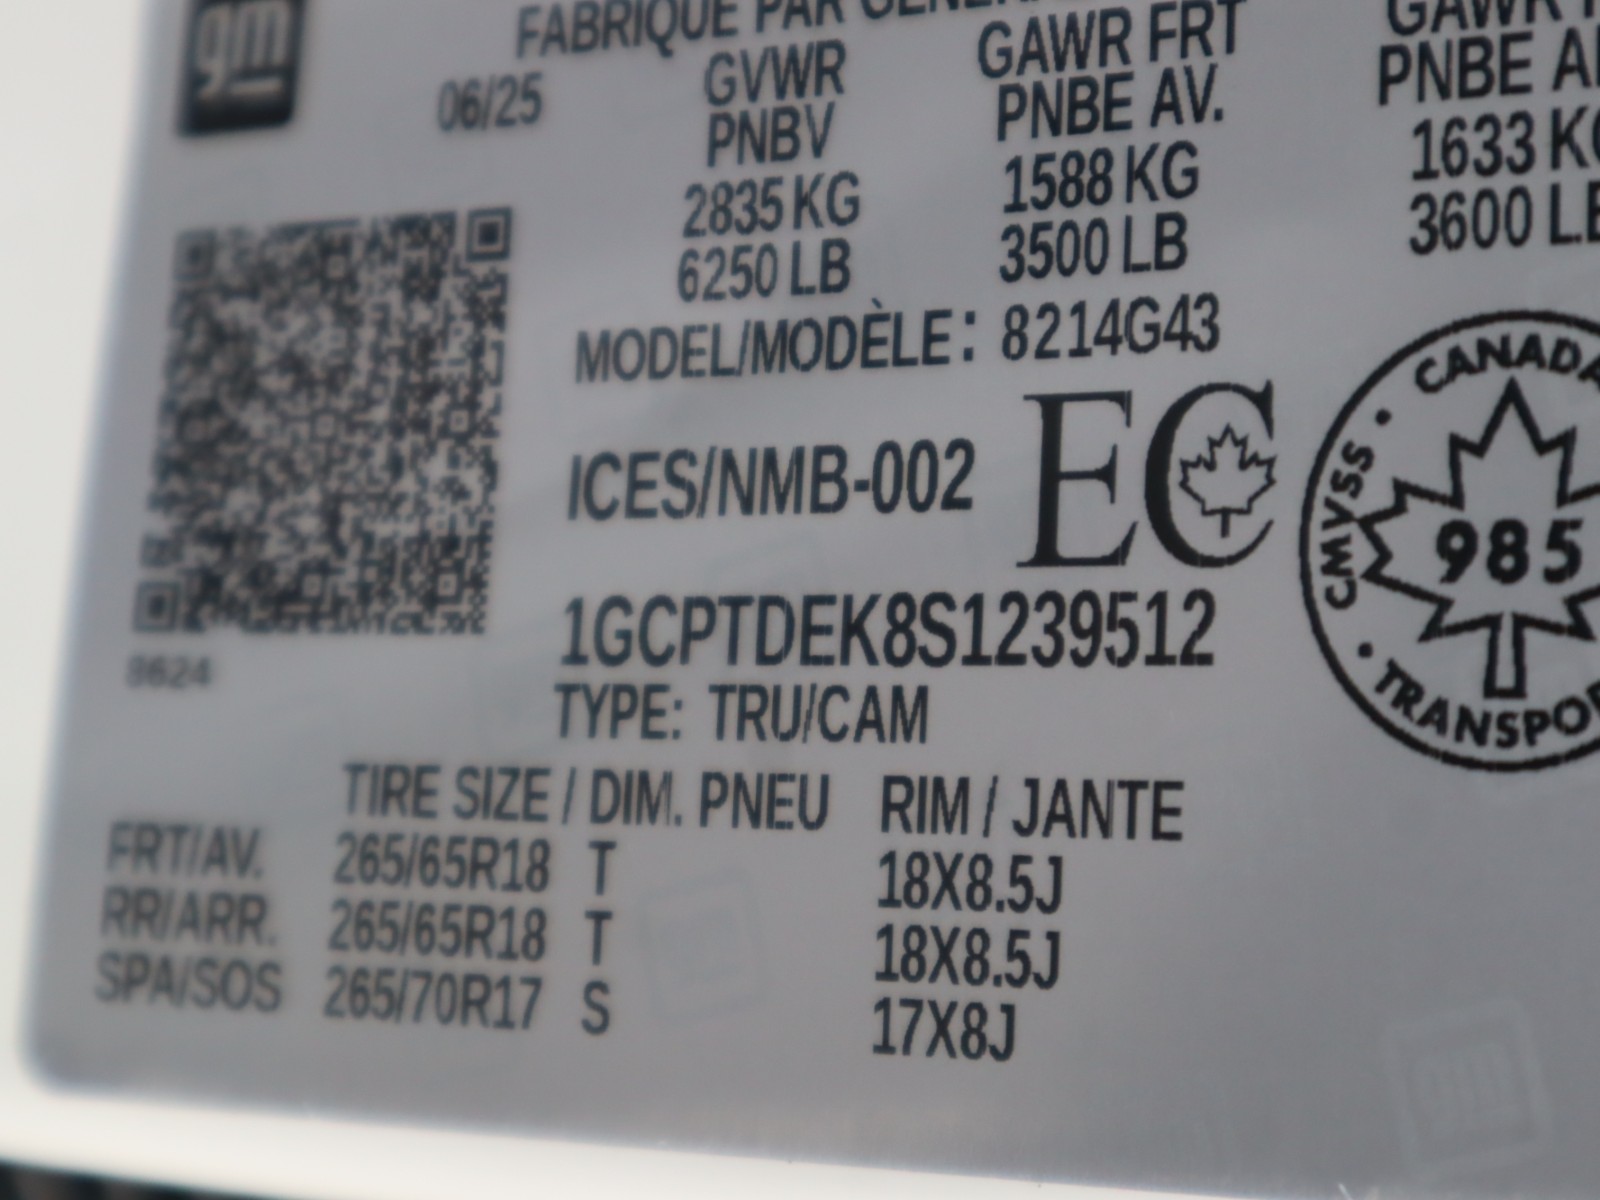 gm
FABRIQUÉ PAR
06/25
GVWR
PNBV
2835 KG
6250 LB
GAWR FRT
PNBE AV.
1588 KG
3500 LB
GAWR
PNBE
1633
3600
MODEL/MODÈLE: 8214G43
ICES/NMB-002
EC
CANADA
CMVSS
985
1GCPTDEK8S1239512
TYPE: TRU/CAM
8624
TIRE SIZE / DIM. PNEU RIM / JANTE
FRT/AV. 265/65R18 T 18X8.5J
RR/ARR. 265/65R18 T 18X8.5J
SPA/SOS 265/70R17 S 17X8J